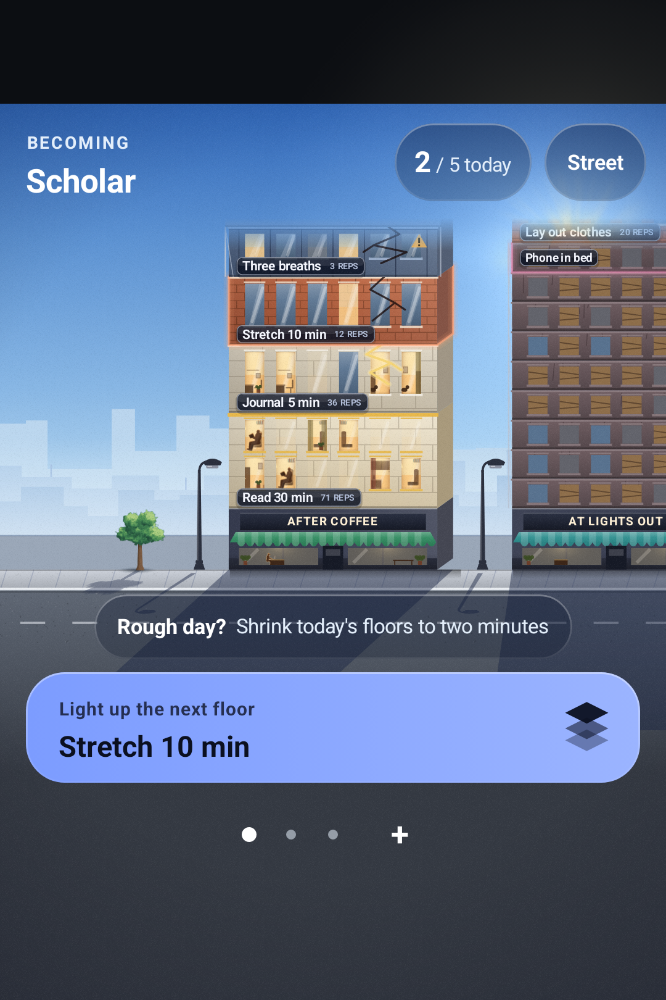 BECOMING
Scholar
2 / 5 today
Street
Three breaths 3 REPS
Stretch 10 min 12 REPS
Journal 5 min 36 REPS
Read 30 min 71 REPS
AFTER COFFEE
Lay out clothes 20 REPS
Phone in bed
AT LIGHTS OUT
Rough day? Shrink today's floors to two minutes
Light up the next floor
Stretch 10 min
+